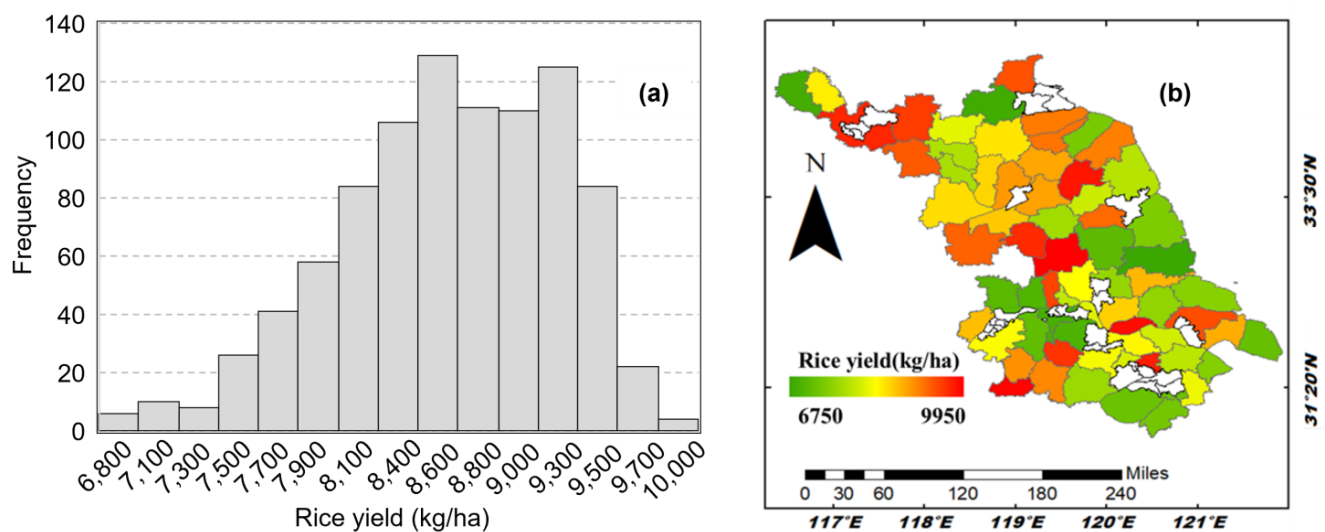 140
120
100
80
60
40
20
0
Frequency
(a)
6,800 7,100 7,300 7,500 7,700 7,900 8,100 8,400 8,600 8,800 9,000 9,300 9,500 9,700 10,000
Rice yield (kg/ha)
(b)
N
33°30'N
31°20'N
Rice yield(kg/ha)
6750 9950
Miles
0 30 60 120 180 240
117°E 118°E 119°E 120°E 121°E